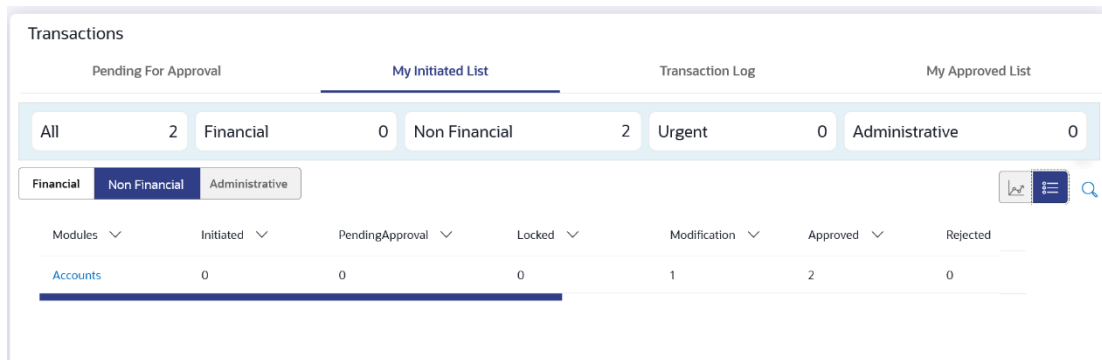 Transactions
Pending For Approval My Initiated List Transaction Log My Approved List
All 2 Financial 0 Non Financial 2 Urgent 0 Administrative 0
Financial Non Financial Administrative
Modules Initiated PendingApproval Locked Modification Approved Rejected
Accounts 0 0 0 1 2 0